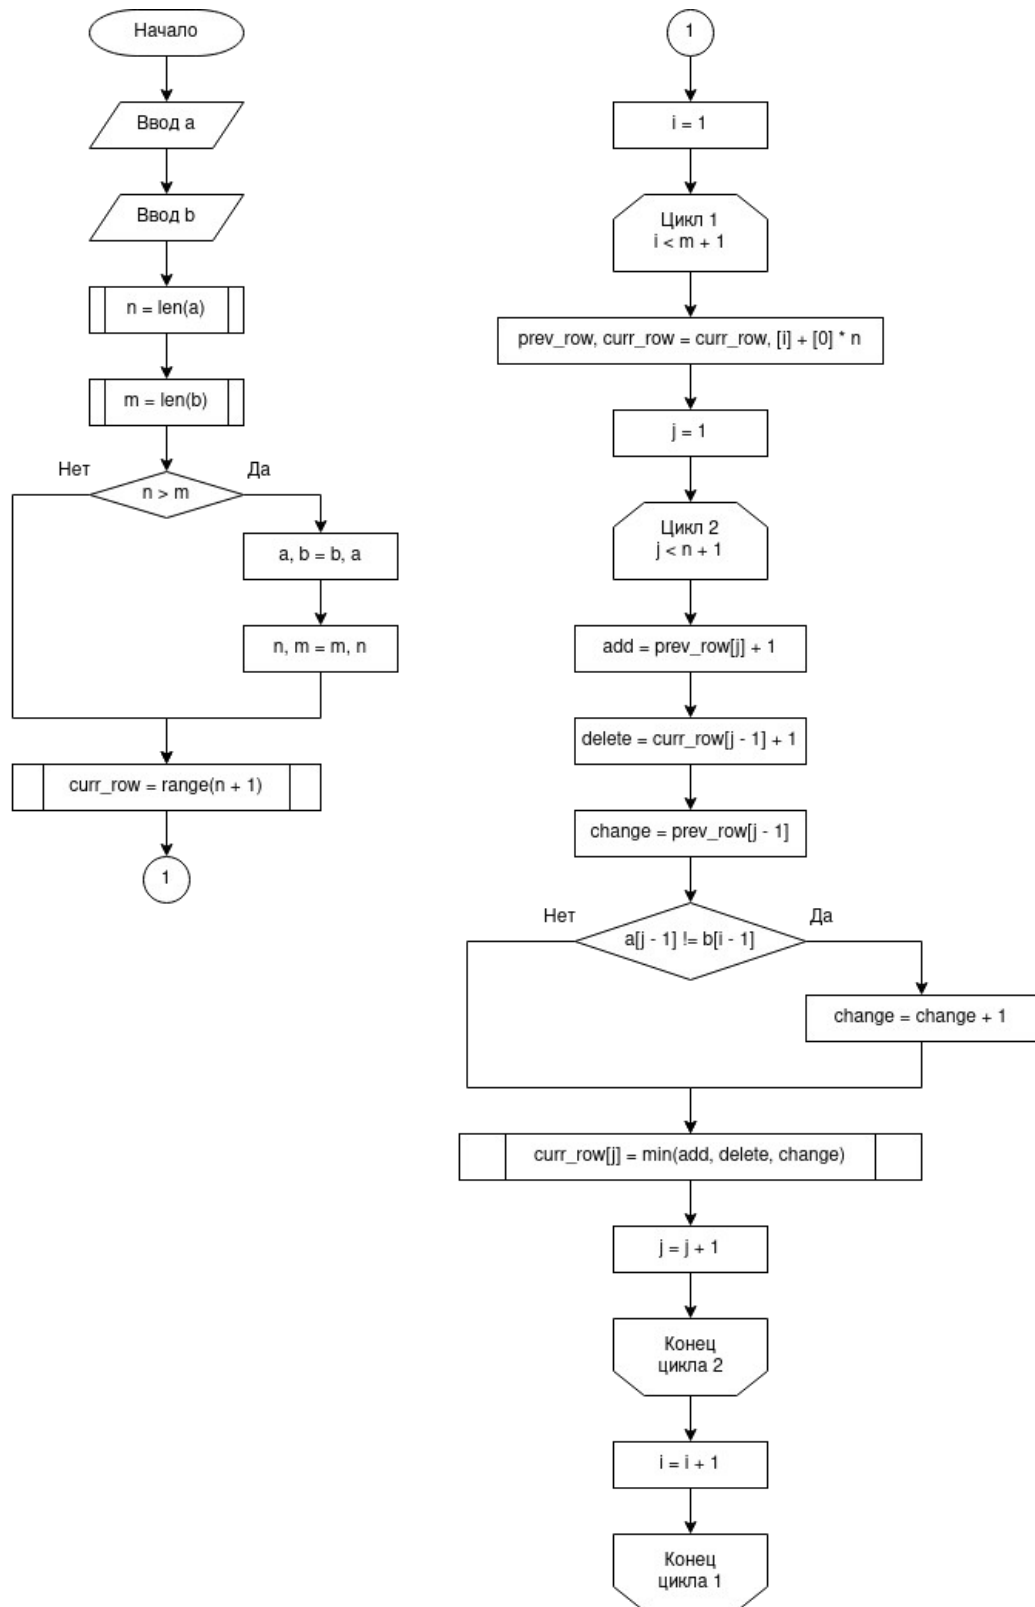 Начало
Ввод a
Ввод b
n = len(a)
m = len(b)
Нет
Да
n > m
a, b = b, a
n, m = m, n
curr_row = range(n + 1)
1
1
i = 1
Цикл 1
i < m + 1
prev_row, curr_row = curr_row, [i] + [0] * n
j = 1
Цикл 2
j < n + 1
add = prev_row[j] + 1
delete = curr_row[j - 1] + 1
change = prev_row[j - 1]
Нет
Да
a[j - 1] != b[i - 1]
change = change + 1
curr_row[j] = min(add, delete, change)
j = j + 1
Конец
цикла 2
i = i + 1
Конец
цикла 1